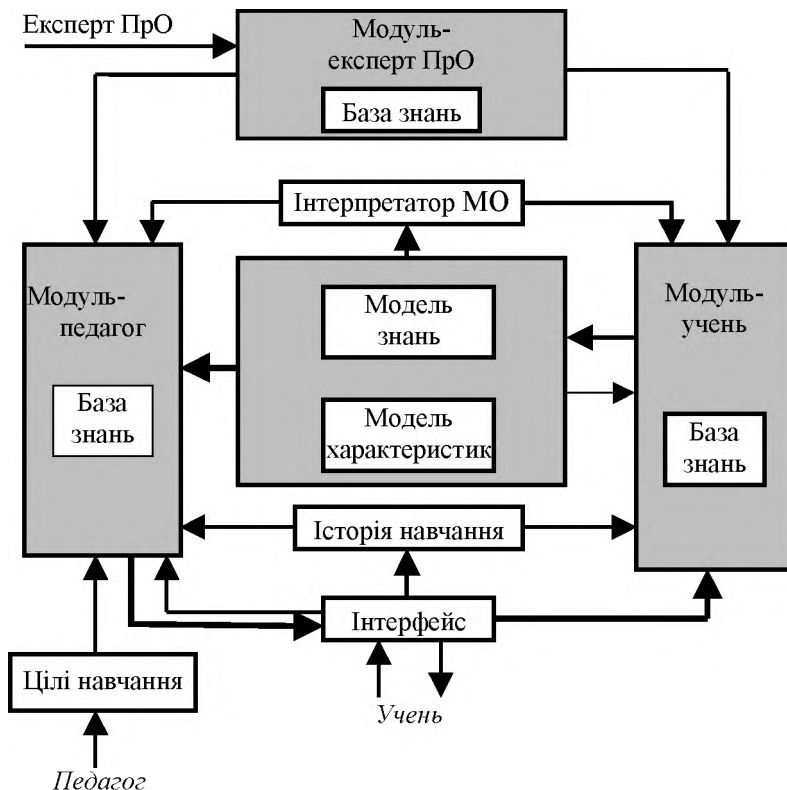 Експерт ПрО
Модуль-
експерт ПрО
База знань
Інтерпретатор МО
Модуль-
педагог
База
знань
Модель
знань
Модель
характеристик
Модуль-
учень
База
знань
Історія навчання
Інтерфейс
Цілі навчання
Учень
Педагог